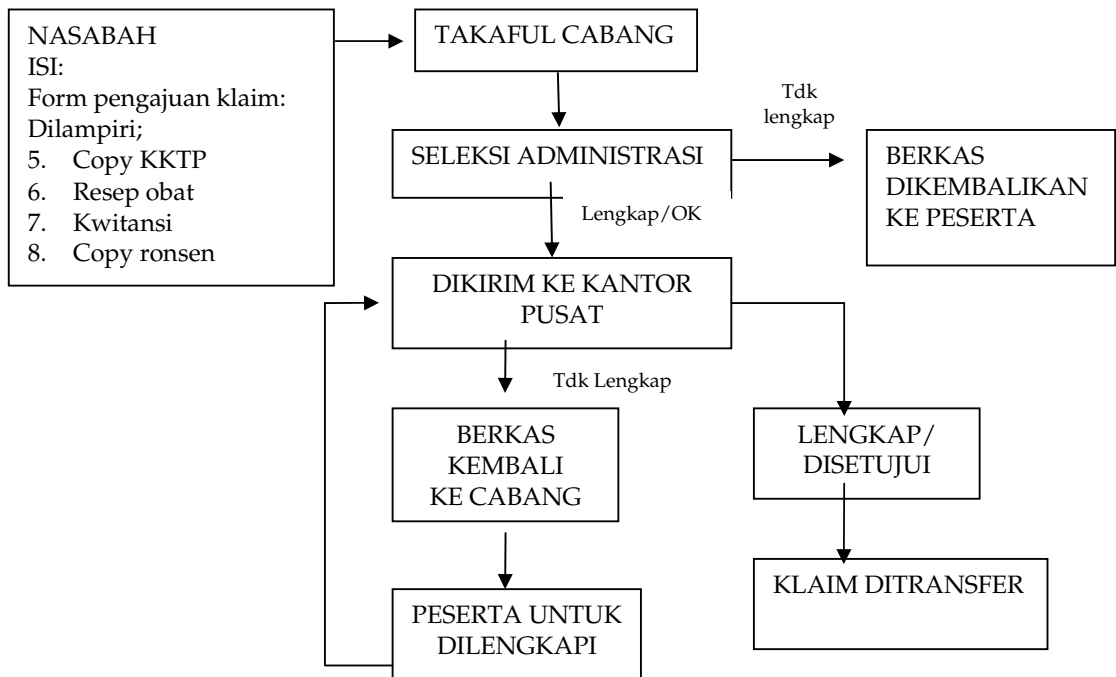 NASABAH
ISI:
Form pengajuan klaim:
Dilampiri;
5. Copy KKTP
6. Resep obat
7. Kwitansi
8. Copy ronsen
TAKAFUL CABANG
Tdk
lengkap
SELEKSI ADMINISTRASI
BERKAS
DIKEMBALIKAN
KE PESERTA
Lengkap/OK
DIKIRIM KE KANTOR
PUSAT
Tdk Lengkap
BERKAS
KEMBALI
KE CABANG
LENGKAP/
DISETUJUI
KLAIM DITRANSFER
PESERTA UNTUK
DILENGKAPI